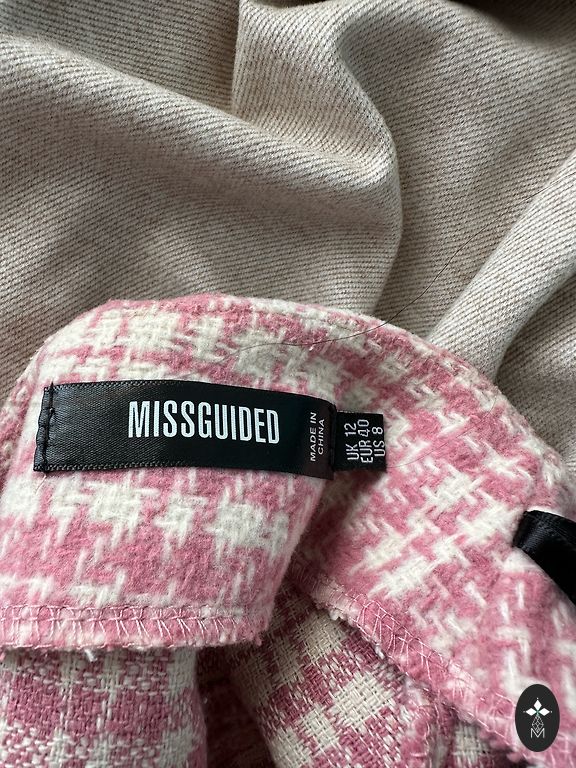 MISSGUIDED
MADE IN
CHINA
UK 12
EUR 40
US 8